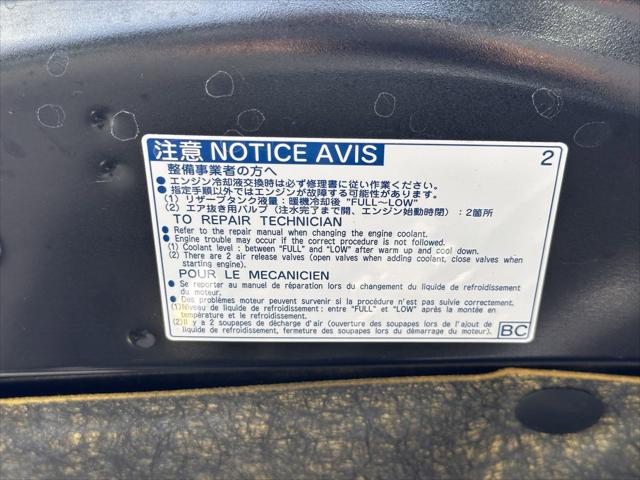 注意 NOTICE AVIS 2
整備事業者の方へ
● エンジン冷却液交換時は必ず修理書に従い作業ください。
● 指定手順以外ではエンジンが故障する可能性があります。
(1) リザーブタンク液量：暖機冷却後 "FULL～LOW"
(2) エア抜き用バルブ（注水完了まで開、エンジン始動時閉）：2箇所
TO REPAIR TECHNICIAN
● Refer to the repair manual when changing the engine coolant.
● Engine trouble may occur if the correct procedure is not followed.
(1) Coolant level : between "FULL" and "LOW" after warm up and cool down.
(2) There are 2 air release valves (open valves when adding coolant, close valves when
starting engine).
POUR LE MECANICIEN
● Se reporter au manuel de réparation lors du changement du liquide de refroidissement
du moteur.
● Des problèmes moteur peuvent survenir si la procédure n'est pas suivie correctement.
(1) Niveau de liquide de refroidissement : entre "FULL" et "LOW" après la montée en
température et le refroidissement.
(2) Il y a 2 soupapes de décharge d'air (ouverture des soupapes lors de l'ajout de
liquide de refroidissement, fermeture des soupapes lors du démarrage du moteur). BC